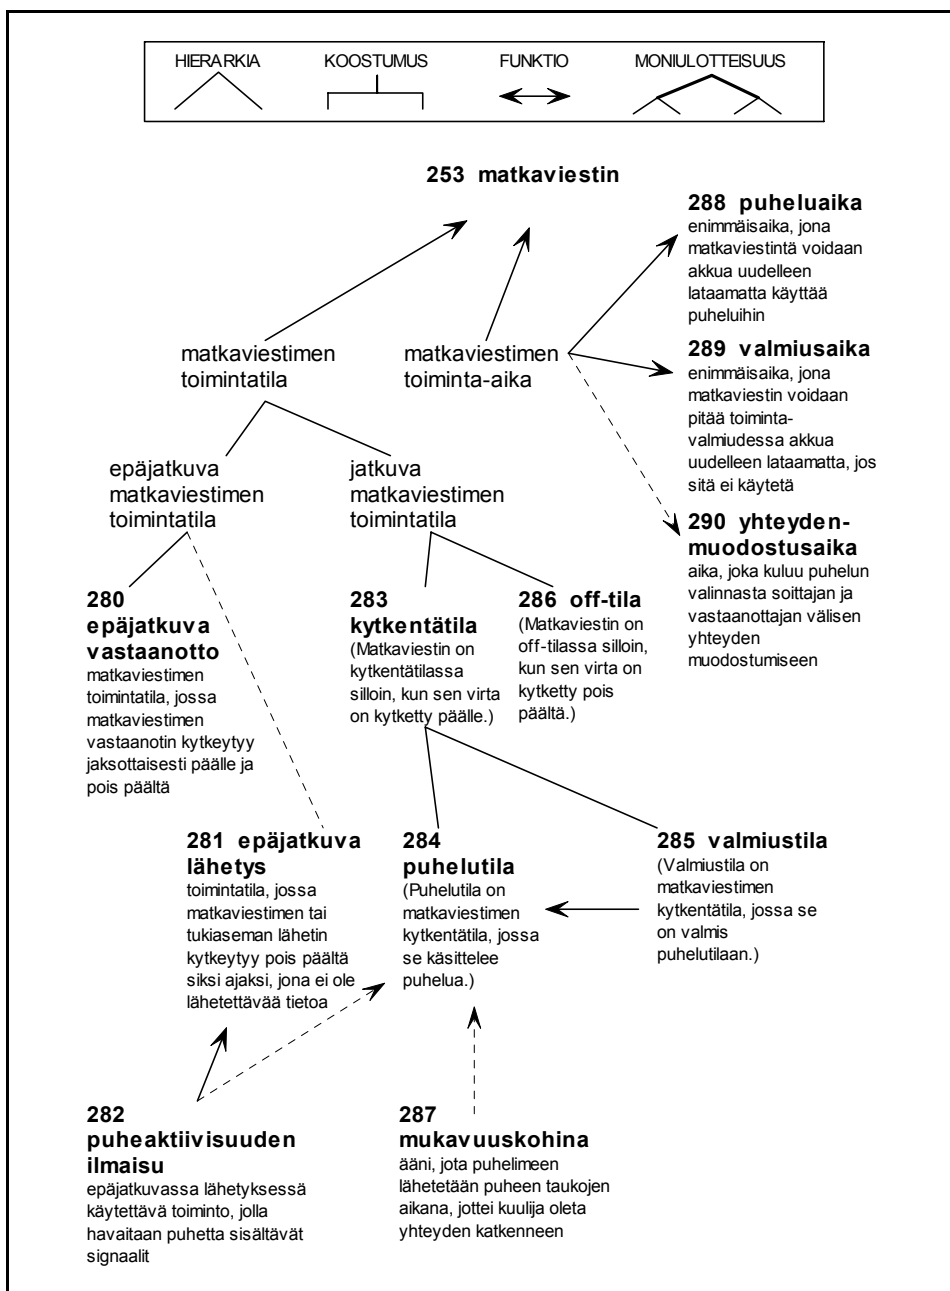 HIERARKIA
KOOSTUMUS
FUNKTIO
MONIULOTTEISUUS
253 matkaviestin
288 puheluaika
enimmäisaika, jona
matkaviestintä voidaan
akkua uudelleen
lataamatta käyttää
puheluihin
matkaviestimen
toimintatila
matkaviestimen
toiminta-aika
289 valmiusaika
enimmäisaika, jona
matkaviestin voidaan
pitää toiminta-
valmiudessa akkua
uudelleen lataamatta, jos
sitä ei käytetä
epäjatkuva
matkaviestimen
toimintatila
jatkuva
matkaviestimen
toimintatila
290 yhteyden-
muodostusaika
aika, joka kuluu puhelun
valinnasta soittajan ja
vastaanottajan välisen
yhteyden
muodostumiseen
280
epäjatkuva
vastaanotto
matkaviestimen
toimintatila, jossa
matkaviestimen
vastaanotin kytkeytyy
jaksottaisesti päälle ja
pois päältä
283
kytkentätila
(Matkaviestin on
kytkentätilassa
silloin, kun sen virta
on kytketty päälle.)
286 off-tila
(Matkaviestin on
off-tilassa silloin,
kun sen virta on
kytketty pois
päältä.)
281 epäjatkuva
lähetys
toimintatila, jossa
matkaviestimen tai
tukiaseman lähetin
kytkeytyy pois päältä
siksi ajaksi, jona ei ole
lähetettävää tietoa
284
puhelutila
(Puhelutila on
matkaviestimen
kytkentätila, jossa
se käsittelee
puhelua.)
285 valmiustila
(Valmiustila on
matkaviestimen
kytkentätila, jossa se
on valmis
puhelutilaan.)
282
puheaktiivisuuden
ilmaisu
epäjatkuvassa lähetyksessä
käytettävä toiminto, jolla
havaitaan puhetta sisältävät
signaalit
287
mukavuuskohina
ääni, jota puhelimeen
lähetetään puheen taukojen
aikana, jottei kuulija oleta
yhteyden katkenneen